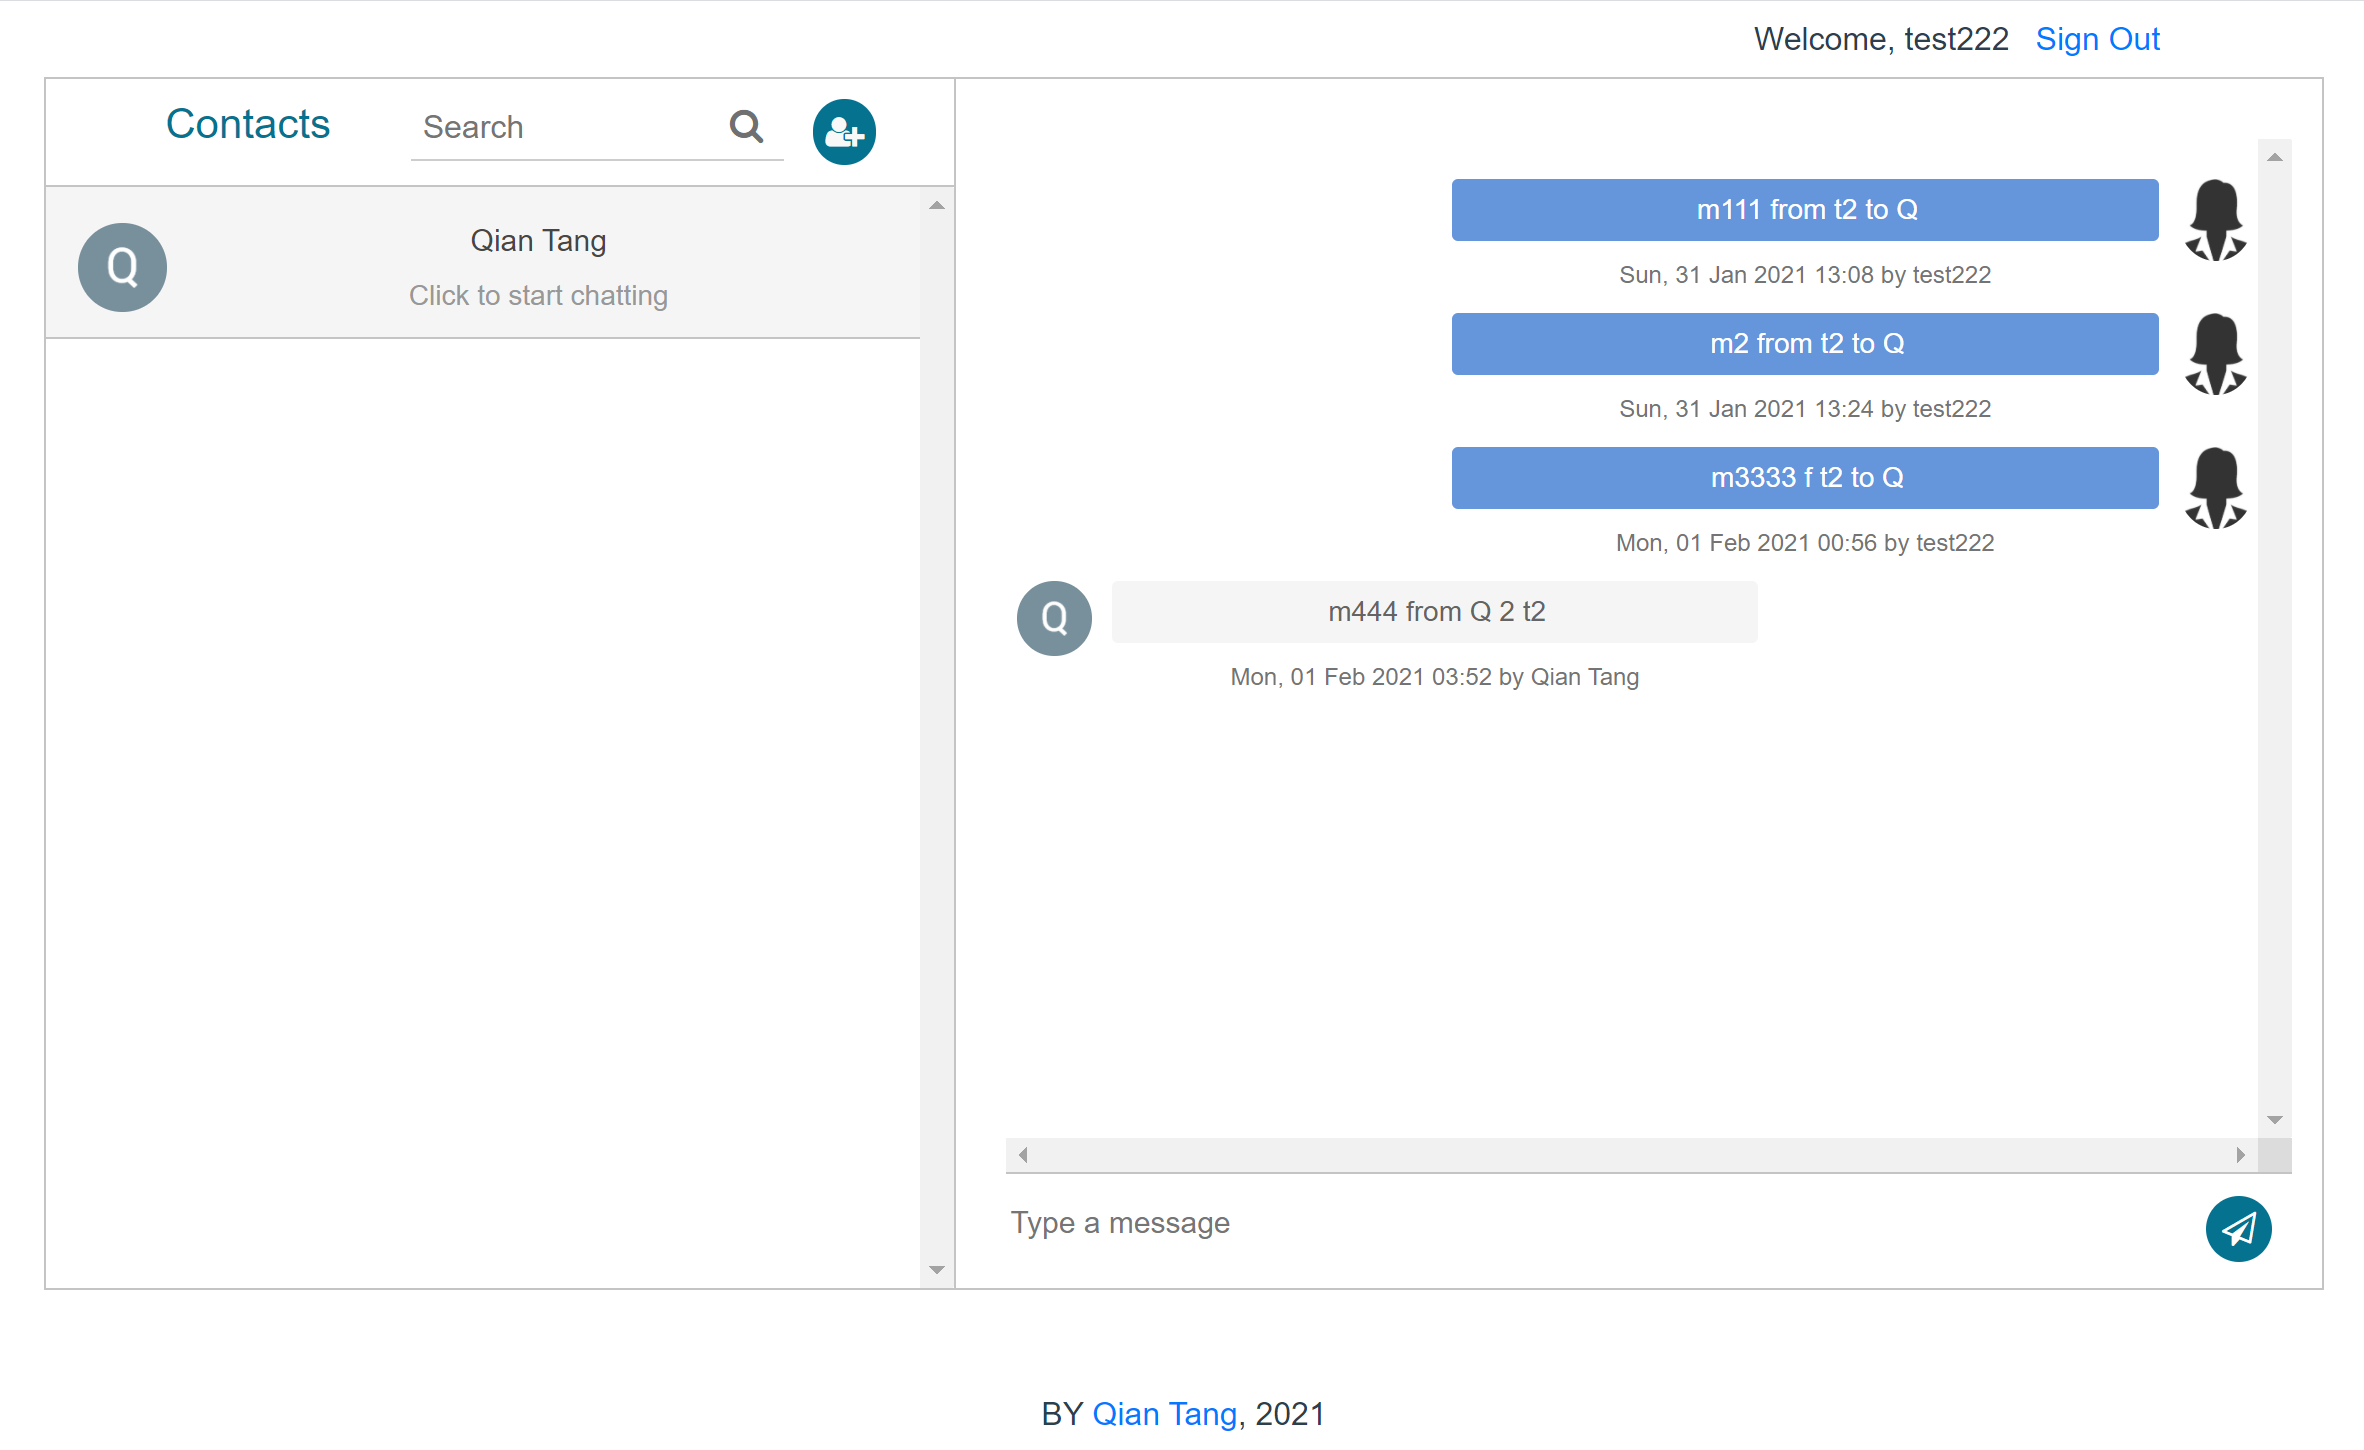 Welcome, test222 Sign Out
Contacts Search
Q
Qian Tang
Click to start chatting
m111 from t2 to Q
Sun, 31 Jan 2021 13:08 by test222
m2 from t2 to Q
Sun, 31 Jan 2021 13:24 by test222
m3333 f t2 to Q
Mon, 01 Feb 2021 00:56 by test222
Q
m444 from Q 2 t2
Mon, 01 Feb 2021 03:52 by Qian Tang
Type a message
BY Qian Tang, 2021